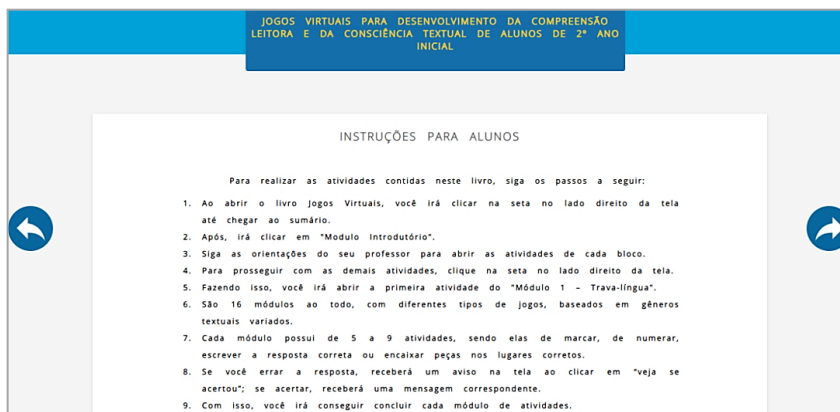 JOGOS VIRTUAIS PARA DESENVOLVIMENTO DA COMPREENSÃO
LEITORA E DA CONSCIÊNCIA TEXTUAL DE ALUNOS DE 2º ANO
INICIAL
INSTRUÇÕES PARA ALUNOS
Para realizar as atividades contidas neste livro, siga os passos a seguir:
1. Ao abrir o livro Jogos Virtuais, você irá clicar na seta no lado direito da tela
até chegar ao sumário.
2. Após, irá clicar em "Modulo Introdutório".
3. Siga as orientações do seu professor para abrir as atividades de cada bloco.
4. Para prosseguir com as demais atividades, clique na seta no lado direito da tela.
5. Fazendo isso, você irá abrir a primeira atividade do "Módulo 1 – Trava-língua".
6. São 16 módulos ao todo, com diferentes tipos de jogos, baseados em gêneros
textuais variados.
7. Cada módulo possui de 5 a 9 atividades, sendo elas de marcar, de numerar,
escrever a resposta correta ou encaixar peças nos lugares corretos.
8. Se você errar a resposta, receberá um aviso na tela ao clicar em "veja se
acertou"; se acertar, receberá uma mensagem correspondente.
9. Com isso, você irá conseguir concluir cada módulo de atividades.